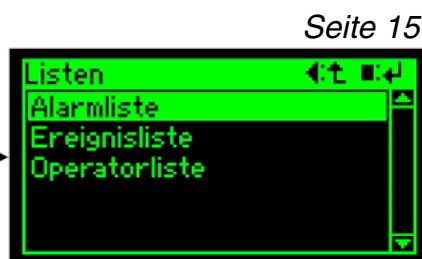 Seite 15
Listen
Alarmliste
Ereignisliste
Operatorliste